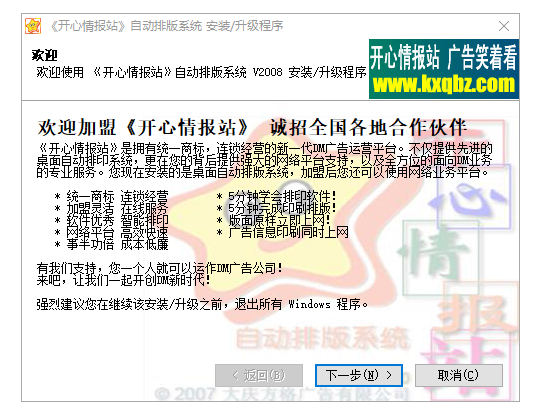 《开心情报站》自动排版系统 安装/升级程序
欢迎
欢迎使用 《开心情报站》自动排版系统 V2008 安装/升级程序
开心情报站 广告笑着看
www.kxqbz.com
欢迎加盟《开心情报站》 诚招全国各地合作伙伴
《开心情报站》是拥有统一商标，连锁经营的新一代DM广告运营平台。不仅提供先进的
桌面自动排印系统，更在您的背后提供强大的网络平台支持，以及全方位的面向DM业务
的专业服务。您现在安装的是桌面自动排印系统，加盟后您还可以使用网络业务平台。
* 统一商标 连锁经营 * 5分钟学会排印软件！
* 加盟灵活 在线服务 * 5分钟完成印刷排版！
* 软件优秀 智能排印 * 版面原样立即上网！
* 网络平台 高效快速 * 广告信息印刷同时上网
* 事半功倍 成本低廉
有我们支持，您一个人就可以运作DM广告公司！
来吧，让我们一起开创DM新时代！
强烈建议您在继续该安装/升级之前，退出所有 Windows 程序。
心
情
报
站
自动排版系统
< 返回(B)
下一步(N) >
取消(C)
© 2007 大庆方格广告有限公司